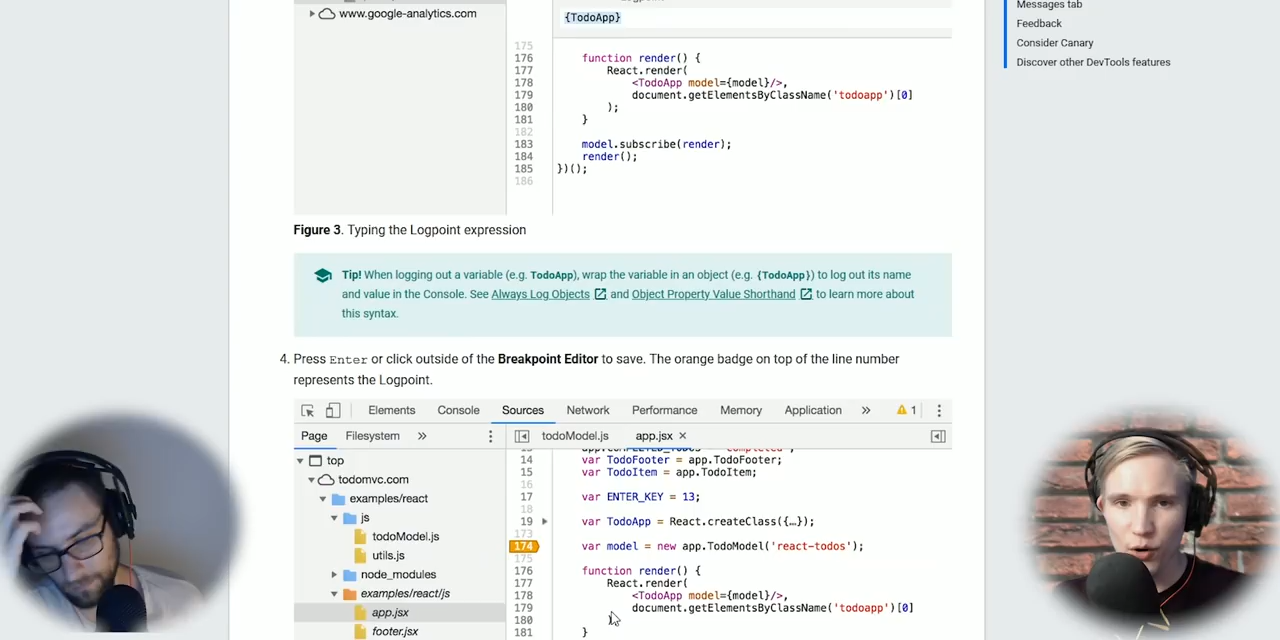 www.google-analytics.com
{TodoApp}
175
176 function render() {
177 React.render(
178 <TodoApp model={model}/>,
179 document.getElementsByClassName('todoapp')[0]
180 );
181 }
182
183 model.subscribe(render);
184 render();
185 })();
186
Messages tab
Feedback
Consider Canary
Discover other DevTools features
Figure 3. Typing the Logpoint expression
Tip! When logging out a variable (e.g. TodoApp), wrap the variable in an object (e.g. {TodoApp}) to log out its name
and value in the Console. See Always Log Objects and Object Property Value Shorthand to learn more about
this syntax.
4. Press Enter or click outside of the Breakpoint Editor to save. The orange badge on top of the line number
represents the Logpoint.
Elements Console Sources Network Performance Memory Application » 1
Page Filesystem »
todoModel.js app.jsx ×
top
todomvc.com
examples/react
js
todoModel.js
utils.js
node_modules
examples/react/js
app.jsx
footer.jsx
14 var TodoFooter = app.TodoFooter;
15 var TodoItem = app.TodoItem;
16
17 var ENTER_KEY = 13;
18
19 var TodoApp = React.createClass({…});
173
174 var model = new app.TodoModel('react-todos');
175
176 function render() {
177 React.render(
178 <TodoApp model={model}/>,
179 document.getElementsByClassName('todoapp')[0]
180 )
181 }